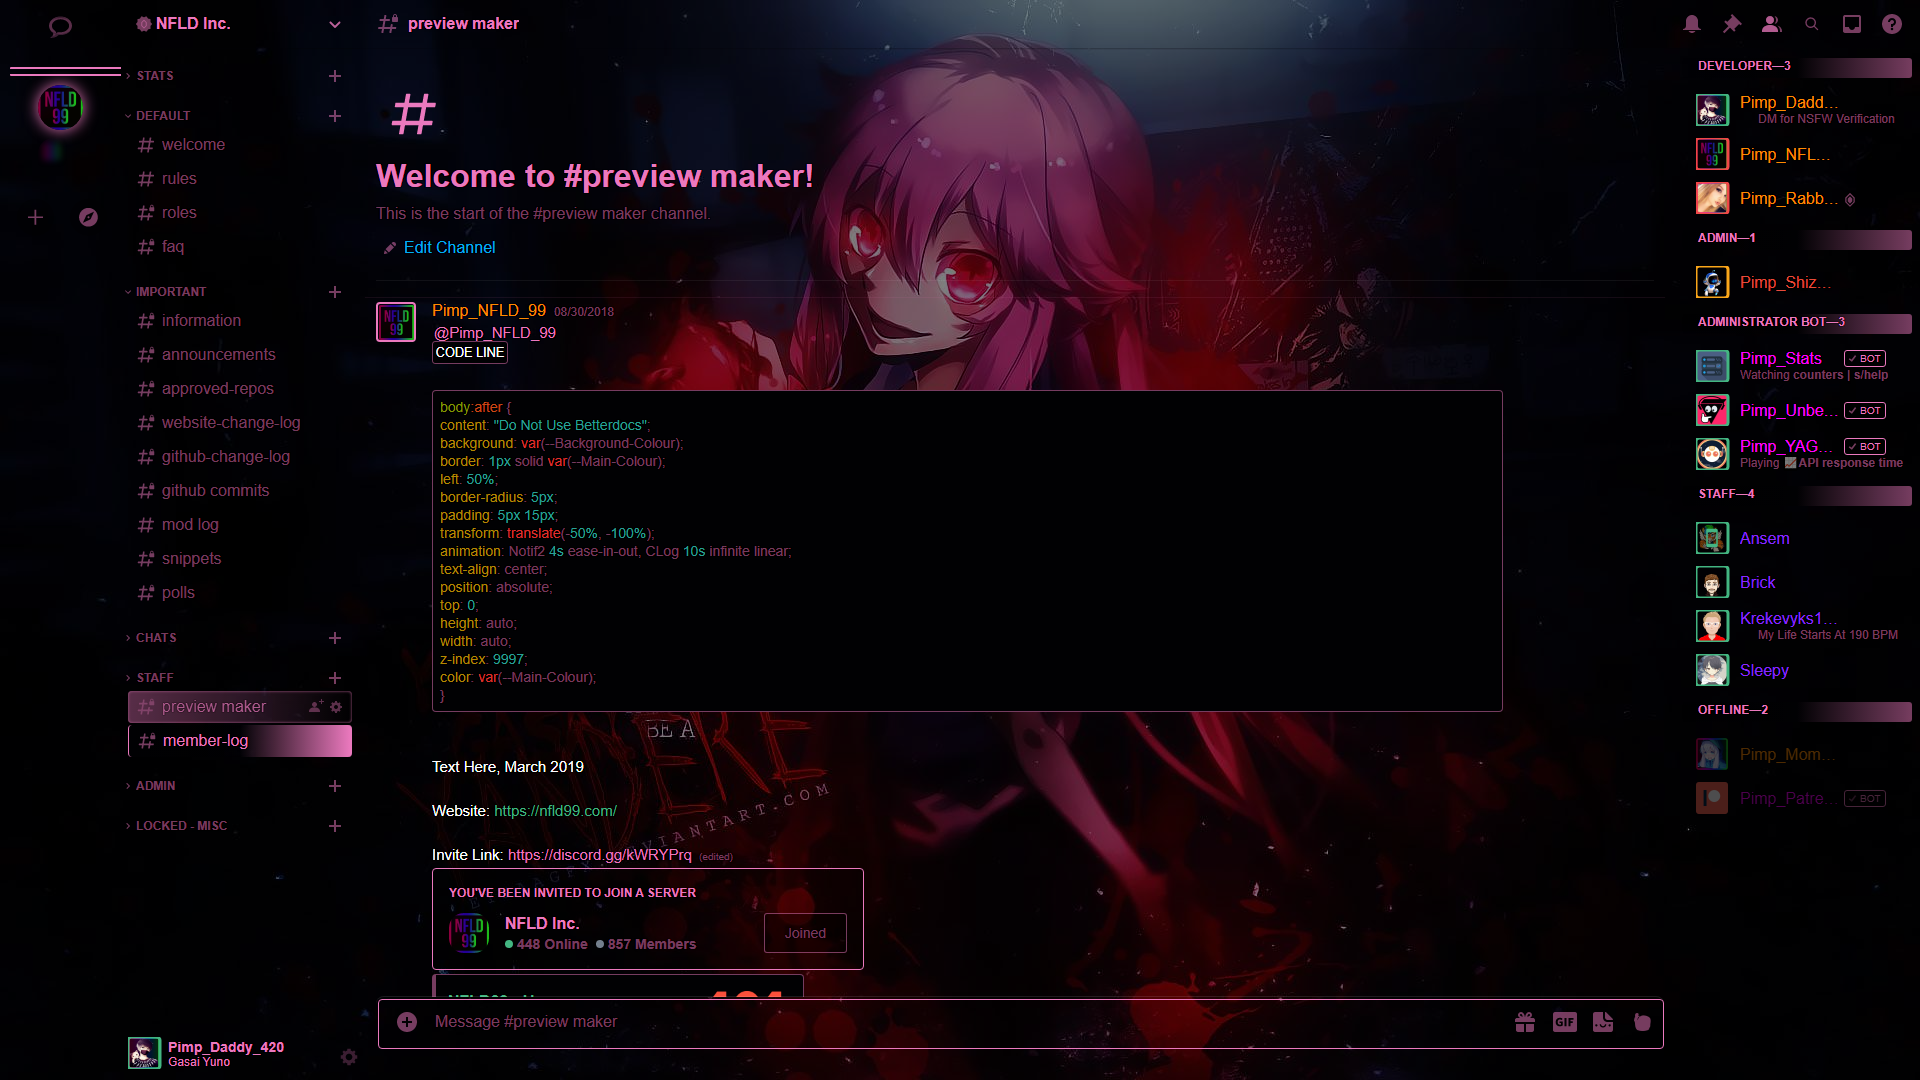 NFLD Inc.
preview maker
STATS
DEFAULT
welcome
rules
roles
faq
IMPORTANT
information
announcements
approved-repos
website-change-log
github-change-log
github commits
mod log
snippets
polls
CHATS
STAFF
preview maker
member-log
ADMIN
LOCKED - MISC
Pimp_Daddy_420
Gasai Yuno
NFLD
99
#
Welcome to #preview maker!
This is the start of the #preview maker channel.
Edit Channel
NFLD
99
Pimp_NFLD_99 08/30/2018
@Pimp_NFLD_99
CODE LINE
body:after {
content: "Do Not Use Betterdocs";
background: var(--Background-Colour);
border: 1px solid var(--Main-Colour);
left: 50%;
border-radius: 5px;
padding: 5px 15px;
transform: translate(-50%, -100%);
animation: Notif2 4s ease-in-out, CLog 10s infinite linear;
text-align: center;
position: absolute;
top: 0;
height: auto;
width: auto;
z-index: 9997;
color: var(--Main-Colour);
}
BE A
Text Here, March 2019
Website: https://nfld99.com/
Invite Link: https://discord.gg/kWRYPrq (edited)
YOU'VE BEEN INVITED TO JOIN A SERVER
NFLD
99
NFLD Inc.
448 Online 857 Members
Joined
Message #preview maker
GIF
DEVELOPER—3
Pimp_Dadd...
DM for NSFW Verification
NFLD
99
Pimp_NFL...
Pimp_Rabb...
ADMIN—1
Pimp_Shiz...
ADMINISTRATOR BOT—3
Pimp_Stats ✓ BOT
Watching counters | s/help
Pimp_Unbe... ✓ BOT
Pimp_YAG... ✓ BOT
Playing API response time
STAFF—4
Ansem
Brick
Krekevyks1...
My Life Starts At 190 BPM
Sleepy
OFFLINE—2
Pimp_Mom...
Pimp_Patre... ✓ BOT